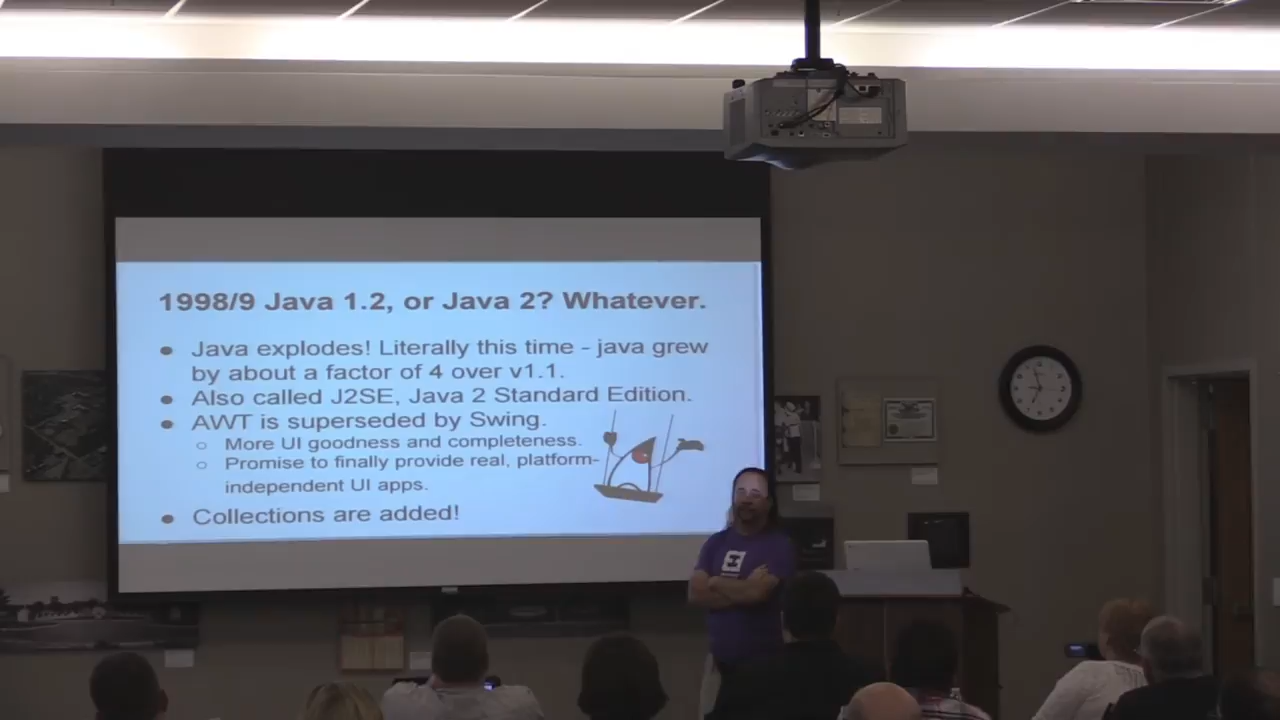 1998/9 Java 1.2, or Java 2? Whatever.
Java explodes! Literally this time - java grew
by about a factor of 4 over v1.1.
Also called J2SE, Java 2 Standard Edition.
AWT is superseded by Swing.
More UI goodness and completeness.
Promise to finally provide real, platform-
independent UI apps.
Collections are added!